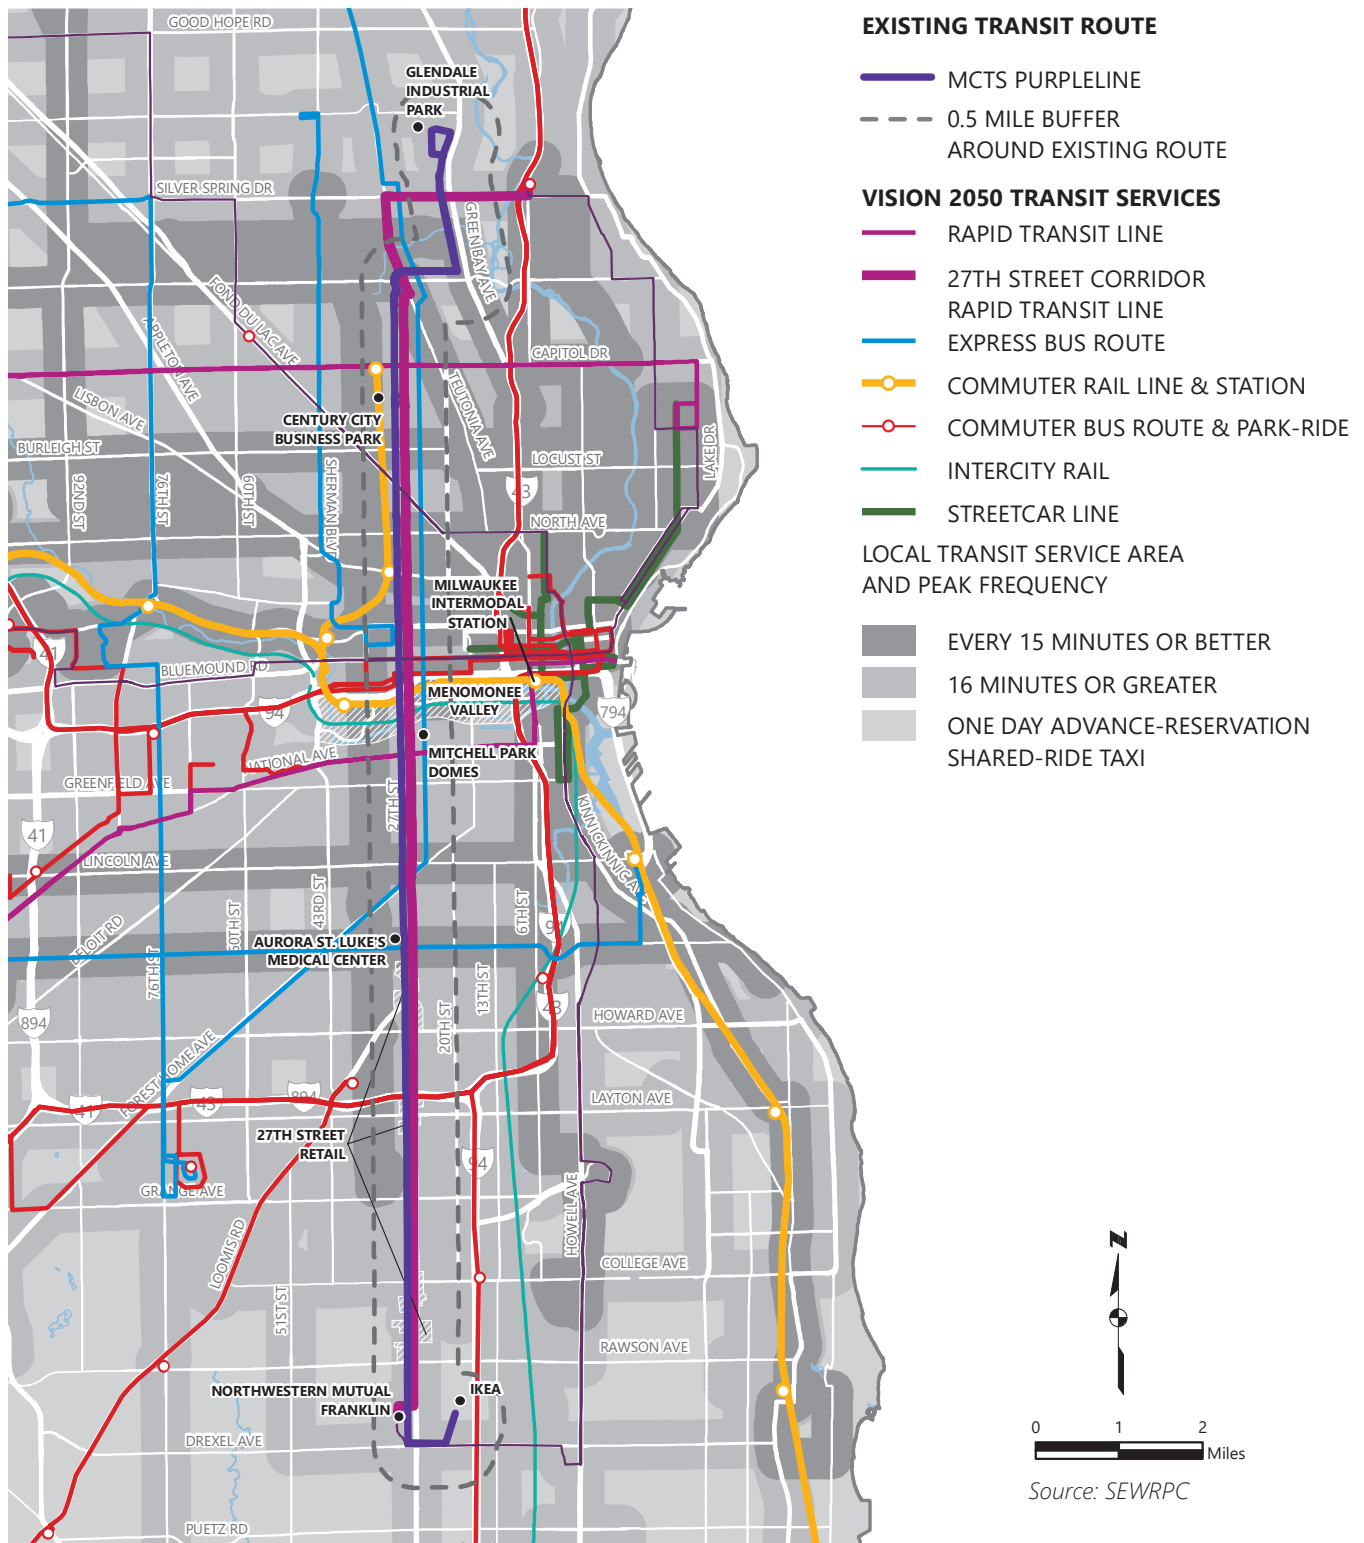 EXISTING TRANSIT ROUTE
MCTS PURPLELINE
0.5 MILE BUFFER
AROUND EXISTING ROUTE
VISION 2050 TRANSIT SERVICES
RAPID TRANSIT LINE
27TH STREET CORRIDOR
RAPID TRANSIT LINE
EXPRESS BUS ROUTE
COMMUTER RAIL LINE & STATION
COMMUTER BUS ROUTE & PARK-RIDE
INTERCITY RAIL
STREETCAR LINE
LOCAL TRANSIT SERVICE AREA
AND PEAK FREQUENCY
EVERY 15 MINUTES OR BETTER
16 MINUTES OR GREATER
ONE DAY ADVANCE-RESERVATION
SHARED-RIDE TAXI
GOOD HOPE RD
GLENDALE
INDUSTRIAL
PARK
SILVER SPRING DR
GREEN BAY AVE
FOND DU LAC AVE
APPLETON AVE
CAPITOL DR
LISBON AVE
TEUTONIA AVE
CENTURY CITY
BUSINESS PARK
BURLEIGH ST
LOCUST ST
LAKE DR
92ND ST
76TH ST
60TH ST
SHERMAN BLV
43
NORTH AVE
MILWAUKEE
INTERMODAL
STATION
41
BLUEMOUND RD
MENOMONEE
VALLEY
94
794
MITCHELL PARK
DOMES
GREENFIELD AVE
27TH ST
KINNICKINNIC AV
41
LINCOLN AVE
43RD ST
6TH ST
60TH ST
BELOIT RD
AURORA ST. LUKE'S
MEDICAL CENTER
76TH ST
13TH ST
20TH ST
43
HOWARD AVE
894
FOREST HOME AVE
41
43
894
LAYTON AVE
27TH STREET
RETAIL
94
GRANGE AVE
HOWELL AVE
LOOMIS RD
COLLEGE AVE
51ST ST
RAWSON AVE
NORTHWESTERN MUTUAL
FRANKLIN
IKEA
DREXEL AVE
PUETZ RD
N
0 1 2
Miles
Source: SEWRPC